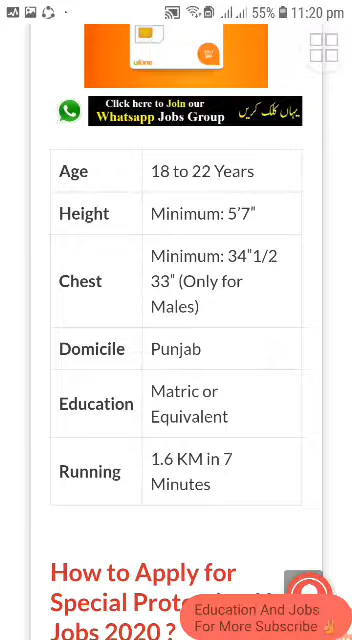 55% 11:20 pm
ufone
Click here to Join our
Whatsapp Jobs Group یہاں کلک کریں
Age 18 to 22 Years
Height Minimum: 5’7”
Chest Minimum: 34”1/2
33” (Only for
Males)
Domicile Punjab
Education Matric or
Equivalent
Running 1.6 KM in 7
Minutes
How to Apply for
Special
Jobs 2020 ?
Education And Jobs
For More Subscribe ✌